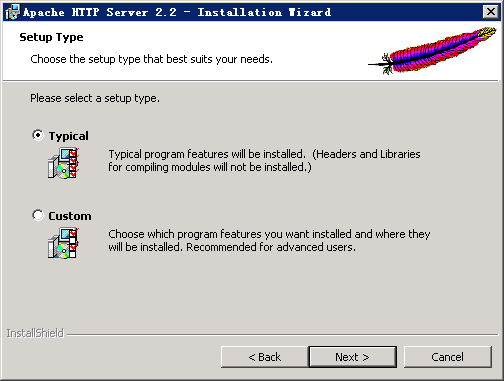 Apache HTTP Server 2.2 - Installation Wizard
Setup Type
Choose the setup type that best suits your needs.
Please select a setup type.
Typical
Typical program features will be installed. (Headers and Libraries
for compiling modules will not be installed.)
Custom
Choose which program features you want installed and where they
will be installed. Recommended for advanced users.
InstallShield
< Back
Next >
Cancel